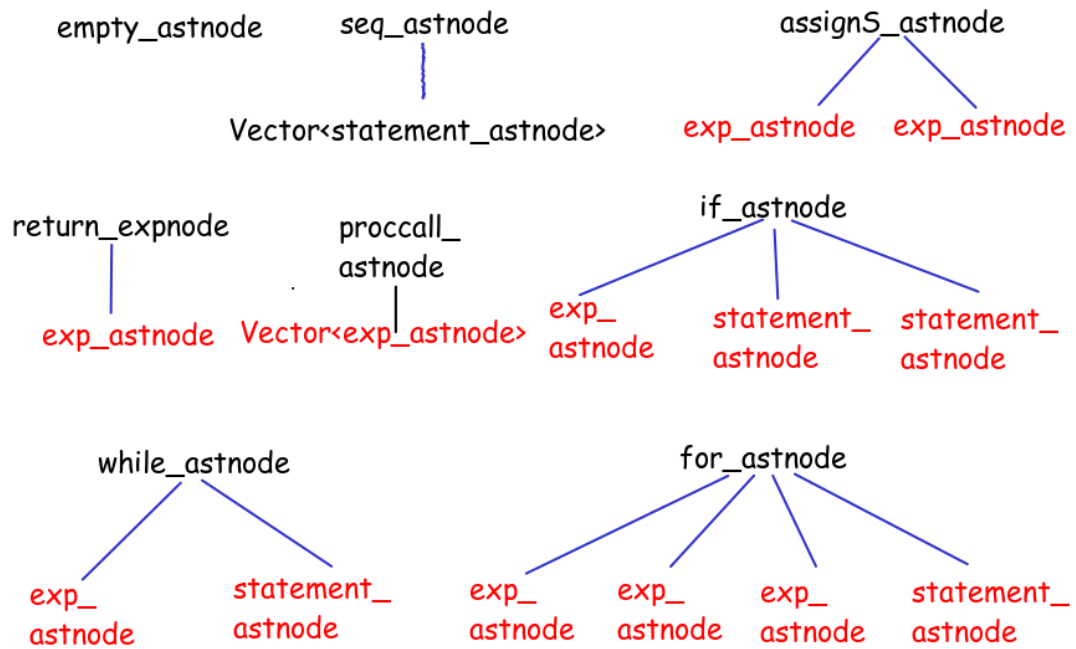 empty_astnode
seq_astnode
assignS_astnode
Vector<statement_astnode>
exp_astnode
exp_astnode
return_expnode
proccall_
astnode
if_astnode
exp_astnode
Vector<exp_astnode>
exp_
astnode
statement_
astnode
statement_
astnode
while_astnode
for_astnode
exp_
astnode
statement_
astnode
exp_
astnode
exp_
astnode
exp_
astnode
statement_
astnode